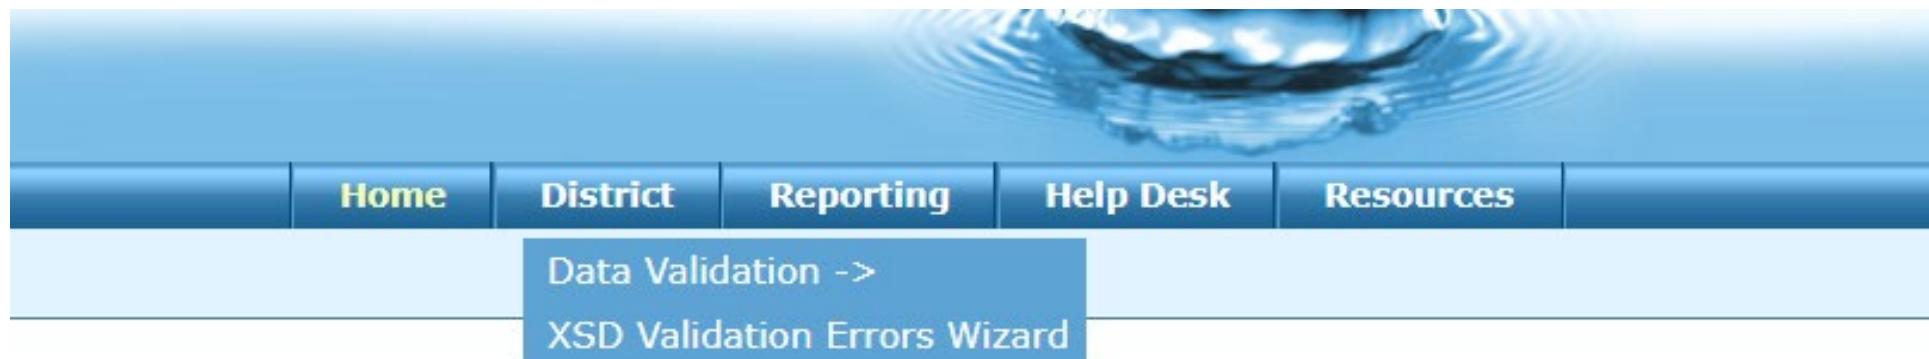 Home District Reporting Help Desk Resources
Data Validation ->
XSD Validation Errors Wizard